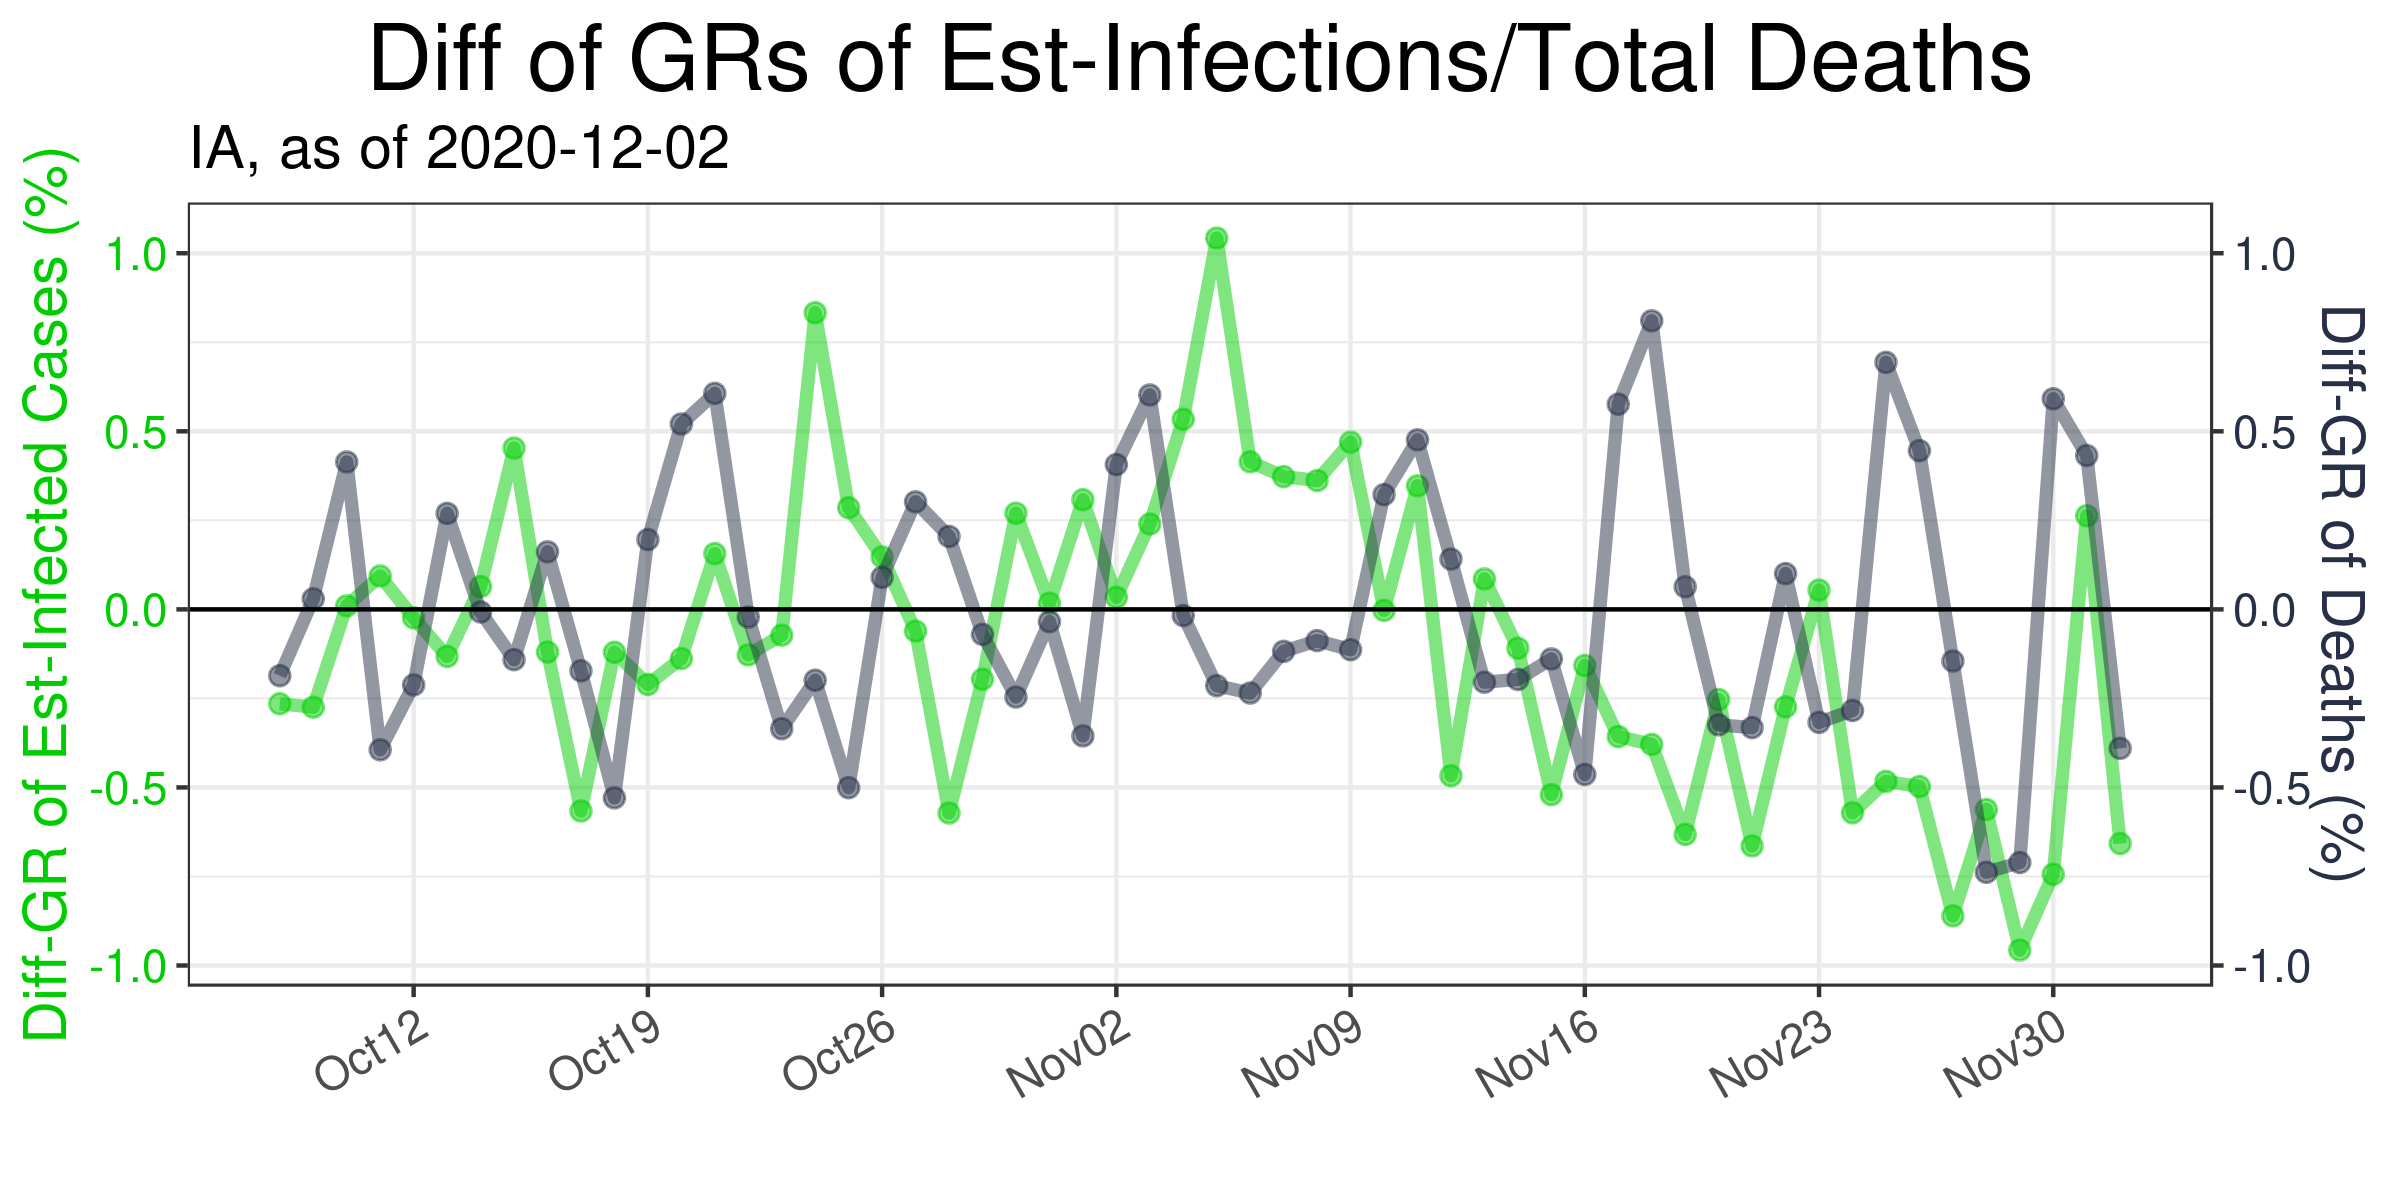 Diff of GRs of Est-Infections/Total Deaths
IA, as of 2020-12-02
Diff-GR of Est-Infected Cases (%)
1.0
0.5
0.0
-0.5
-1.0
1.0
0.5
0.0
-0.5
-1.0
Diff-GR of Deaths (%)
Oct12
Oct19
Oct26
Nov02
Nov09
Nov16
Nov23
Nov30